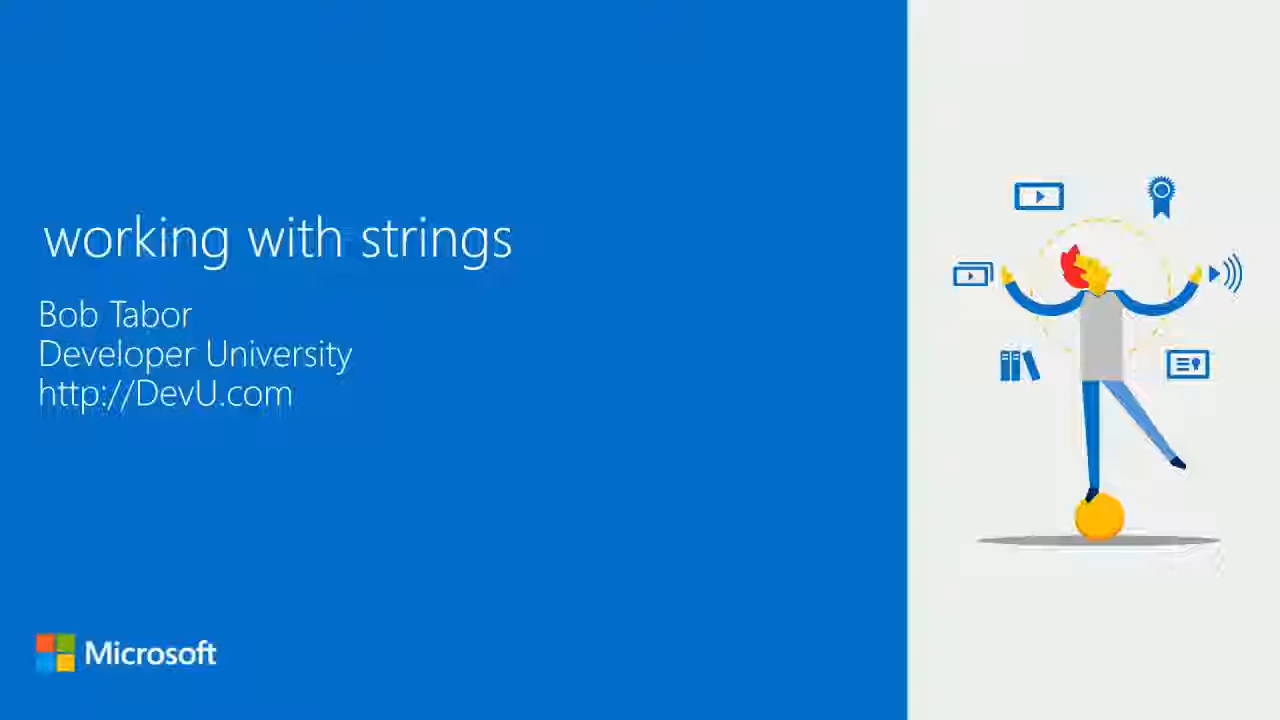 working with strings
Bob Tabor
Developer University
http://DevU.com
Microsoft